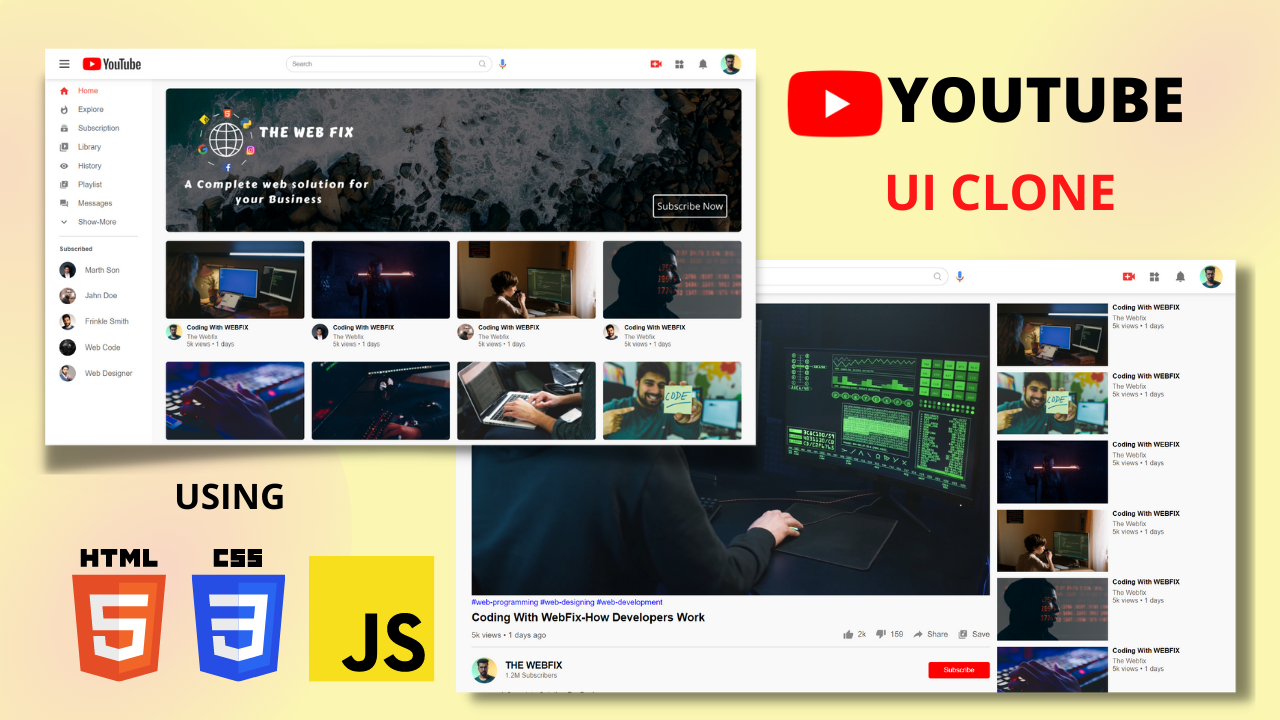 YouTube
Search
Home
Explore
Subscription
Library
History
Playlist
Messages
Show-More
Subscribed
Marth Son
Jahn Doe
Frinkle Smith
Web Code
Web Designer
THE WEB FIX
A Complete web solution for
your Business
Subscribe Now
Coding With WEBFIX
The Webfix
5k views • 1 days
Coding With WEBFIX
The Webfix
5k views • 1 days
Coding With WEBFIX
The Webfix
5k views • 1 days
Coding With WEBFIX
The Webfix
5k views • 1 days
CODE
YOUTUBE
UI CLONE
#web-programming #web-designing #web-development
Coding With WebFix-How Developers Work
5k views • 1 days ago
2k 159 Share Save
THE WEBFIX
1.2M Subscribers
Subscribe
Coding With WEBFIX
The Webfix
5k views • 1 days
Coding With WEBFIX
The Webfix
5k views • 1 days
CODE
Coding With WEBFIX
The Webfix
5k views • 1 days
Coding With WEBFIX
The Webfix
5k views • 1 days
Coding With WEBFIX
The Webfix
5k views • 1 days
Coding With WEBFIX
The Webfix
5k views • 1 days
USING
HTML
5
CSS
3
JS